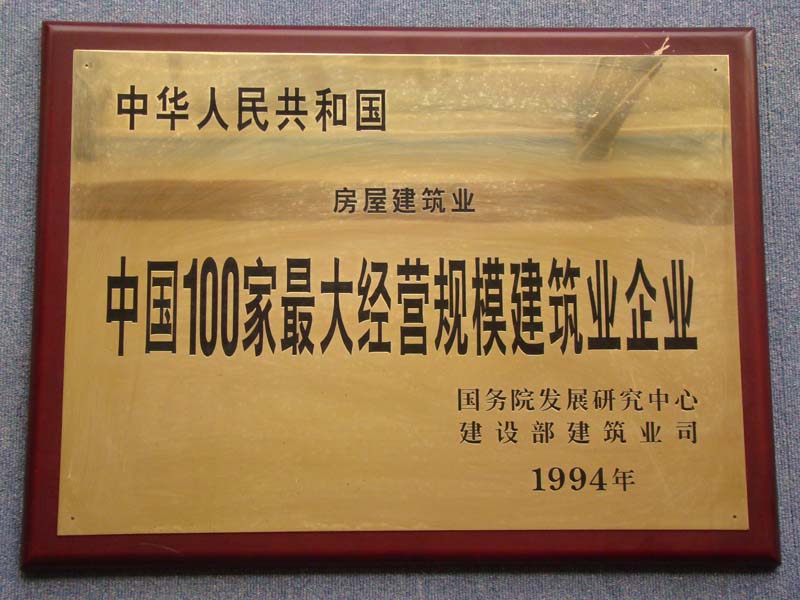 中华人民共和国
房屋建筑业
中国100家最大经营规模建筑业企业
国务院发展研究中心
建设部建筑业司
1994年